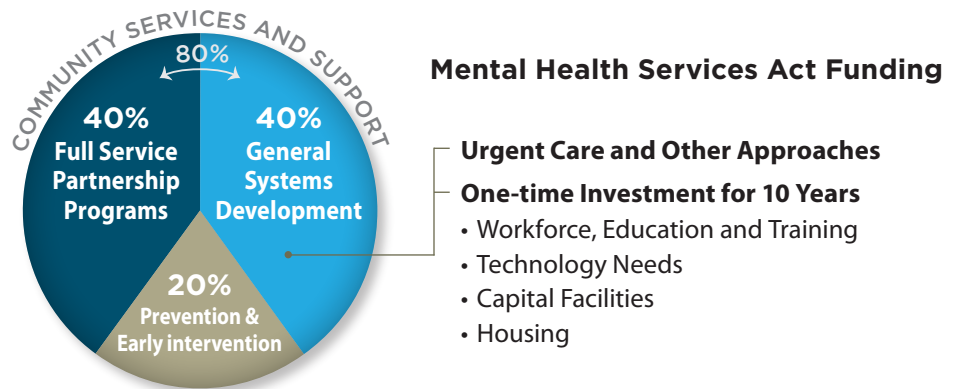 COMMUNITY SERVICES AND SUPPORT
80%
40%
Full Service
Partnership
Programs
40%
General
Systems
Development
20%
Prevention &
Early intervention
Mental Health Services Act Funding
Urgent Care and Other Approaches
One-time Investment for 10 Years
• Workforce, Education and Training
• Technology Needs
• Capital Facilities
• Housing